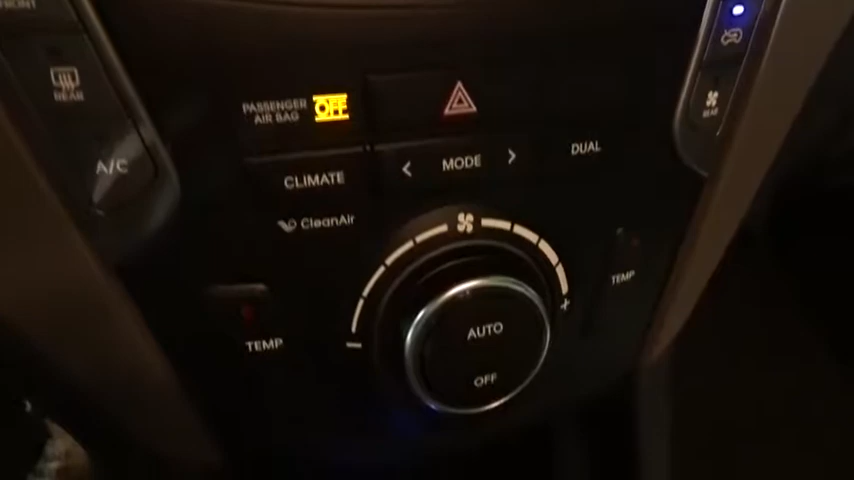 FRONT
REAR
A/C
PASSENGER
AIR BAG
OFF
CLIMATE
< MODE >
DUAL
CleanAir
TEMP
−
+
AUTO
OFF
TEMP
REAR